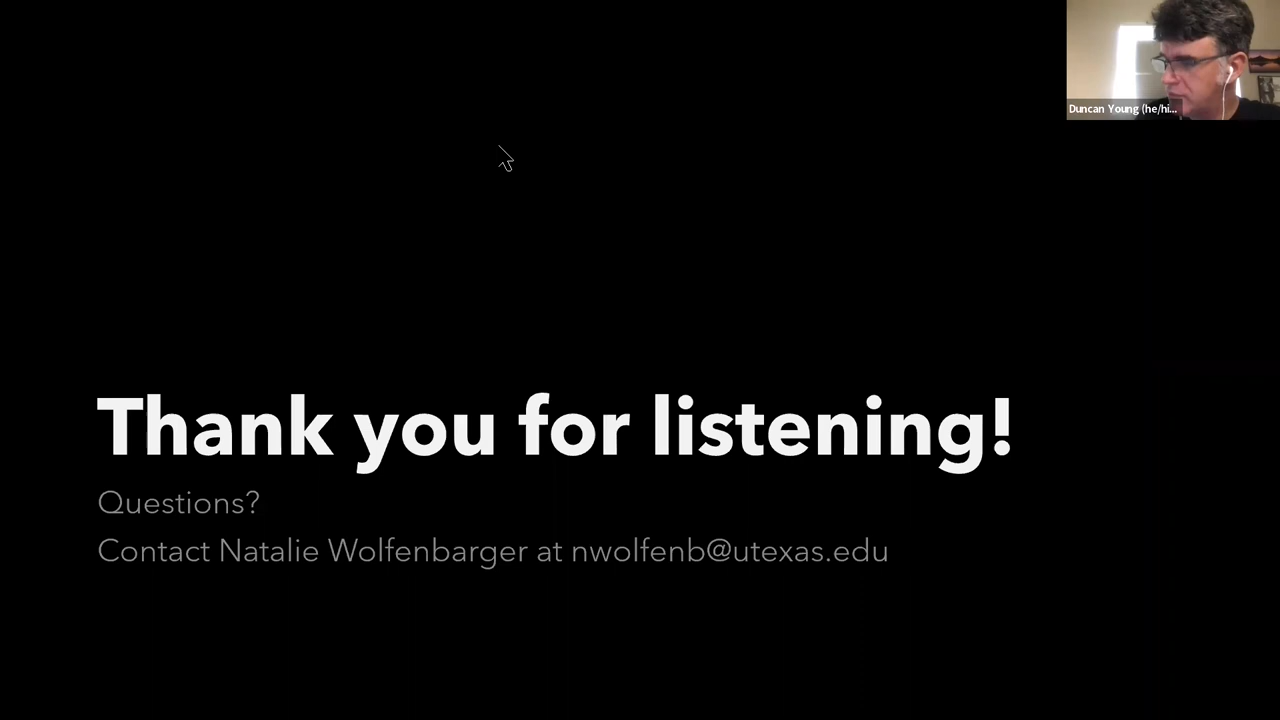 Duncan Young (he/hi...
Thank you for listening!
Questions?
Contact Natalie Wolfenbarger at nwolfenb@utexas.edu